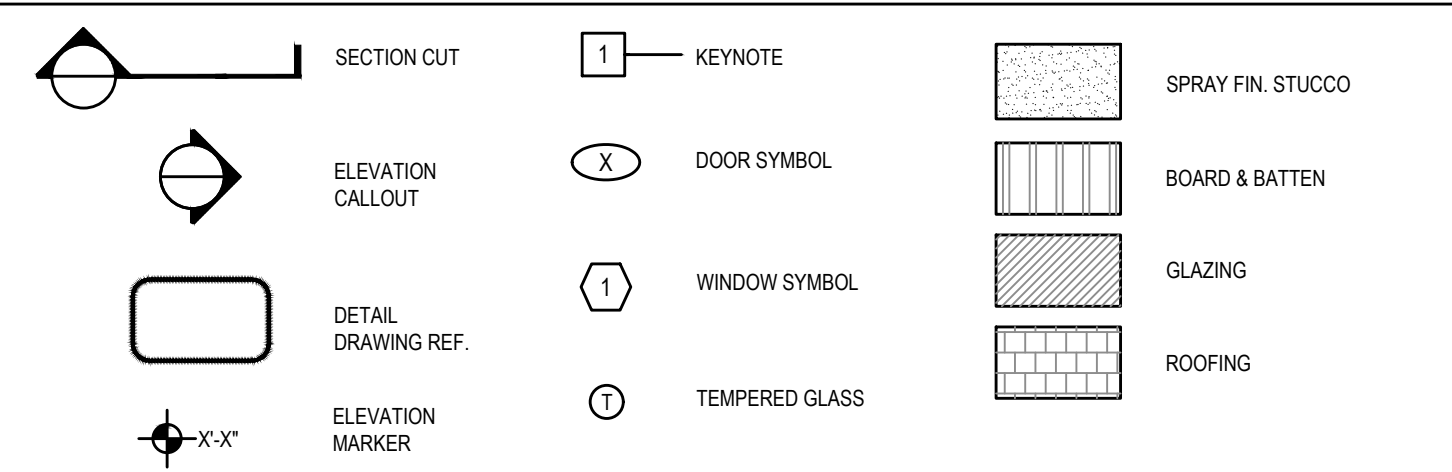 SECTION CUT
ELEVATION
CALLOUT
DETAIL
DRAWING REF.
X'-X"
ELEVATION
MARKER
1
KEYNOTE
X
DOOR SYMBOL
1
WINDOW SYMBOL
T
TEMPERED GLASS
SPRAY FIN. STUCCO
BOARD & BATTEN
GLAZING
ROOFING